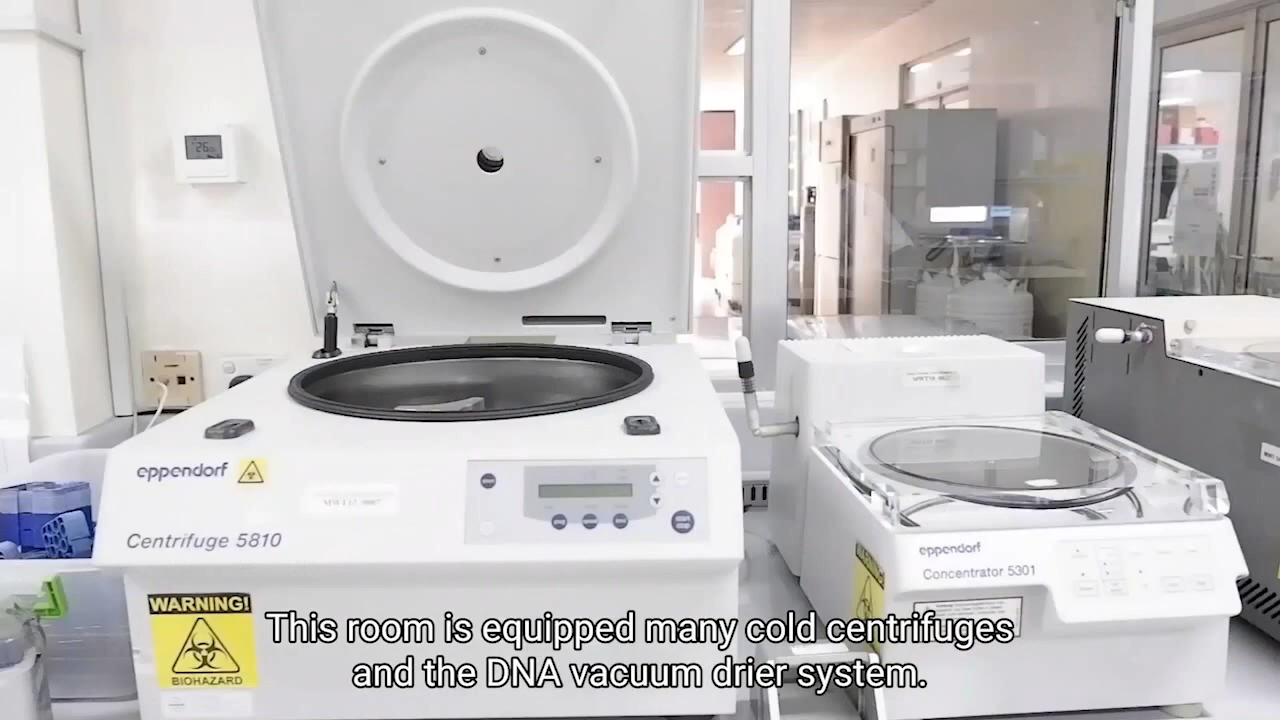 26
eppendorf
Centrifuge 5810
WARNING!
BIOHAZARD
eppendorf
Concentrator 5301
This room is equipped many cold centrifuges
and the DNA vacuum drier system.